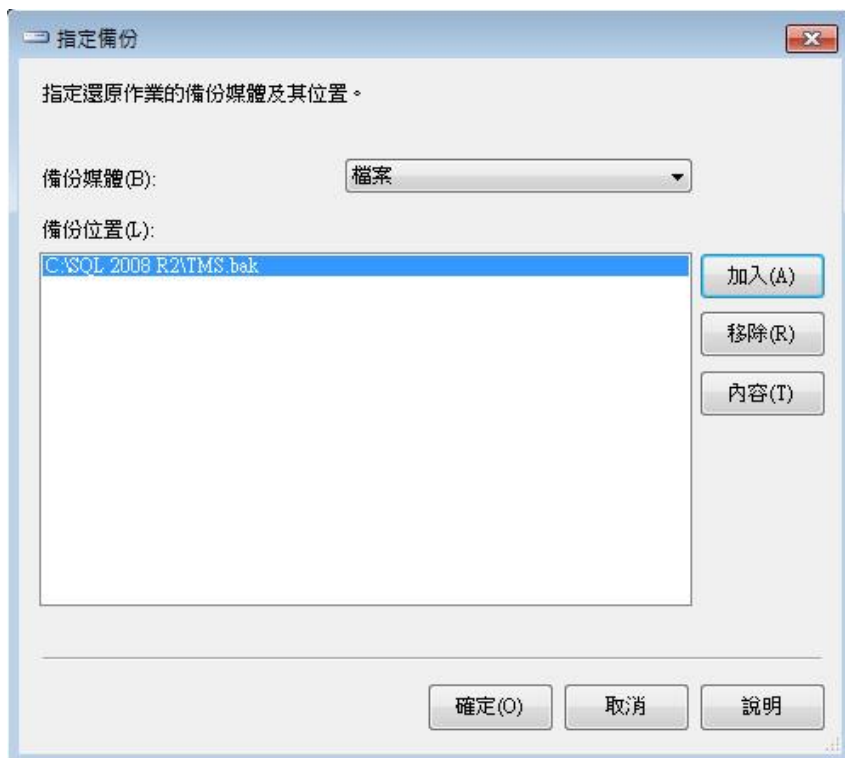 指定備份
指定還原作業的備份媒體及其位置。
備份媒體(B):
檔案
備份位置(L):
C:\SQL 2008 R2\TMS.bak
加入(A)
移除(R)
內容(T)
確定(O)
取消
說明